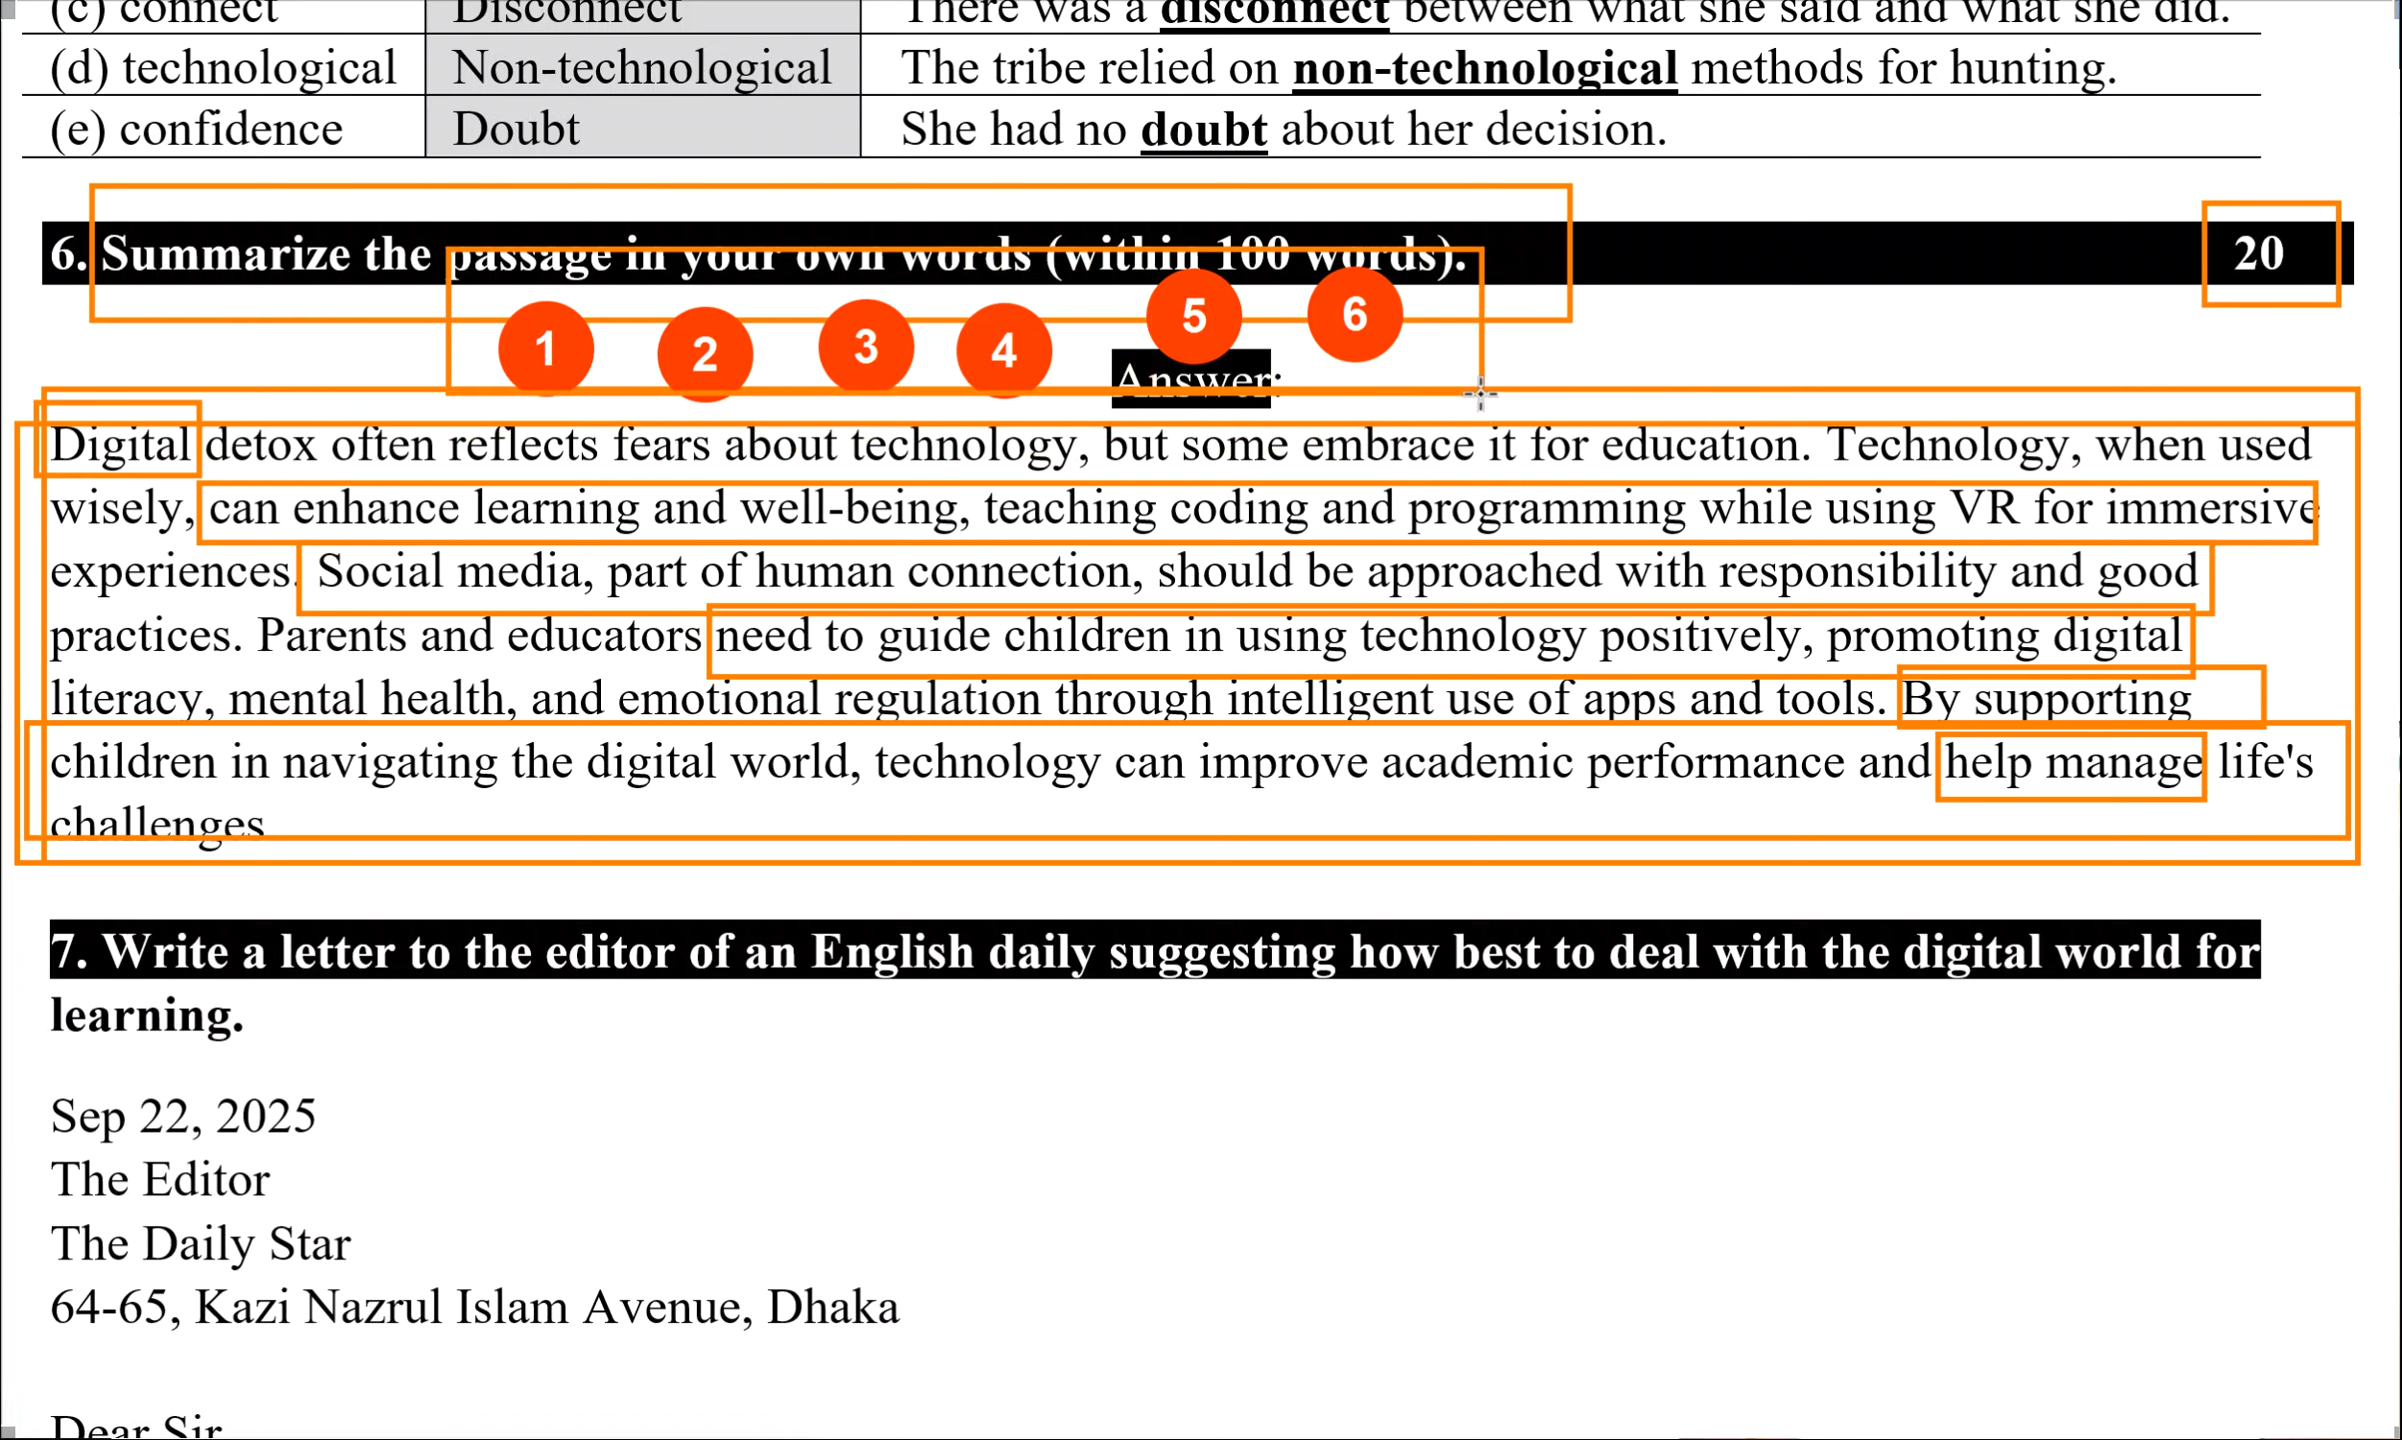 (c) connect Disconnect There was a disconnect between what she said and what she did.
(d) technological Non-technological The tribe relied on non-technological methods for hunting.
(e) confidence Doubt She had no doubt about her decision.
6. Summarize the passage in your own words (within 100 words). 20
1 2 3 4 5 6
Answer:
Digital detox often reflects fears about technology, but some embrace it for education. Technology, when used
wisely, can enhance learning and well-being, teaching coding and programming while using VR for immersive
experiences. Social media, part of human connection, should be approached with responsibility and good
practices. Parents and educators need to guide children in using technology positively, promoting digital
literacy, mental health, and emotional regulation through intelligent use of apps and tools. By supporting
children in navigating the digital world, technology can improve academic performance and help manage life's
challenges
7. Write a letter to the editor of an English daily suggesting how best to deal with the digital world for
learning.
Sep 22, 2025
The Editor
The Daily Star
64-65, Kazi Nazrul Islam Avenue, Dhaka
Dear Sir